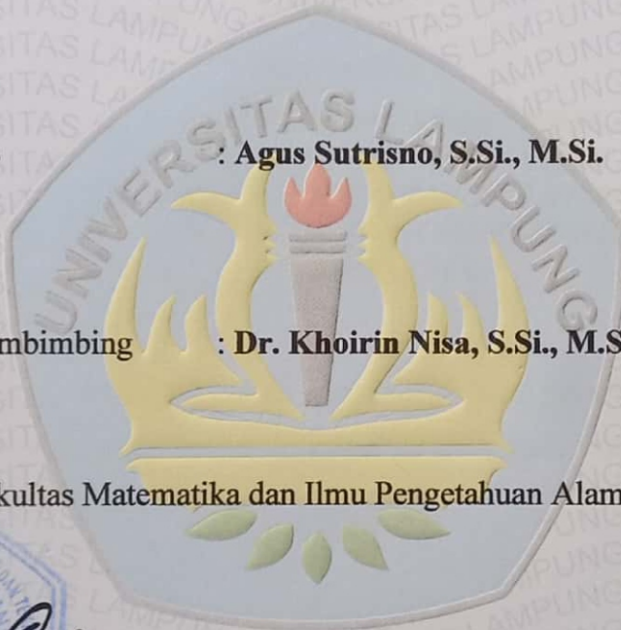 UNIVERSITAS LAMPUNG
: Agus Sutrisno, S.Si., M.Si.
mbimbing : Dr. Khoirin Nisa, S.Si., M.S
kultas Matematika dan Ilmu Pengetahuan Alam